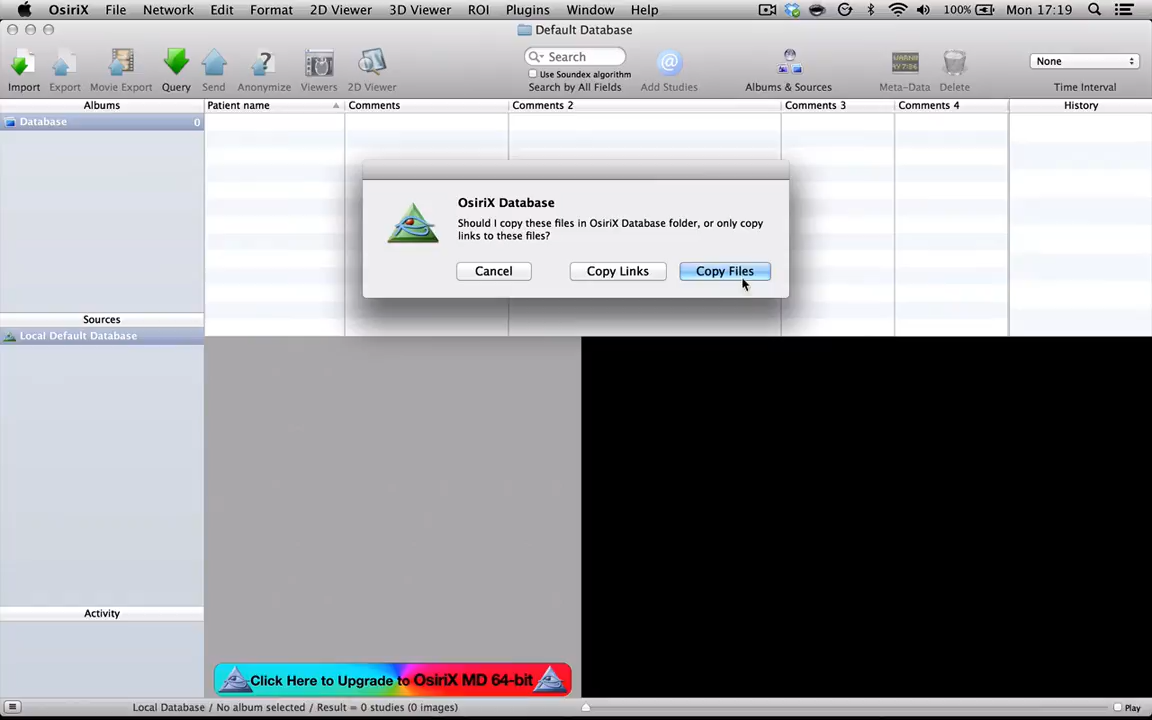 OsiriX File Network Edit Format 2D Viewer 3D Viewer ROI Plugins Window Help 100% Mon 17:19
Default Database
Search
Use Soundex algorithm
None
Import Export Movie Export Query Send Anonymize Viewers 2D Viewer Search by All Fields Add Studies Albums & Sources Meta-Data Delete Time Interval
Albums Patient name Comments Comments 2 Comments 3 Comments 4 History
Database 0
OsiriX Database
Should I copy these files in OsiriX Database folder, or only copy
links to these files?
Cancel Copy Links Copy Files
Sources
Local Default Database
Activity
Click Here to Upgrade to OsiriX MD 64-bit
Local Database / No album selected / Result = 0 studies (0 images) Play